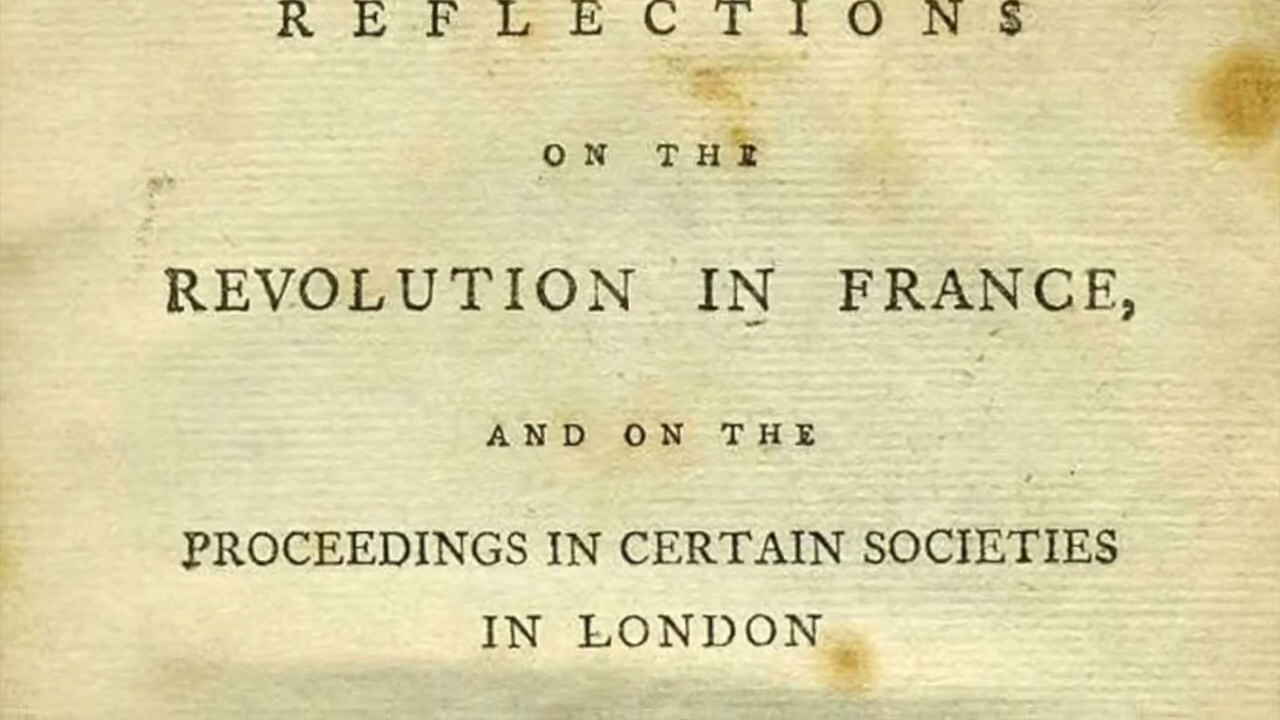 REFLECTIONS
ON THE
REVOLUTION IN FRANCE,
AND ON THE
PROCEEDINGS IN CERTAIN SOCIETIES
IN LONDON